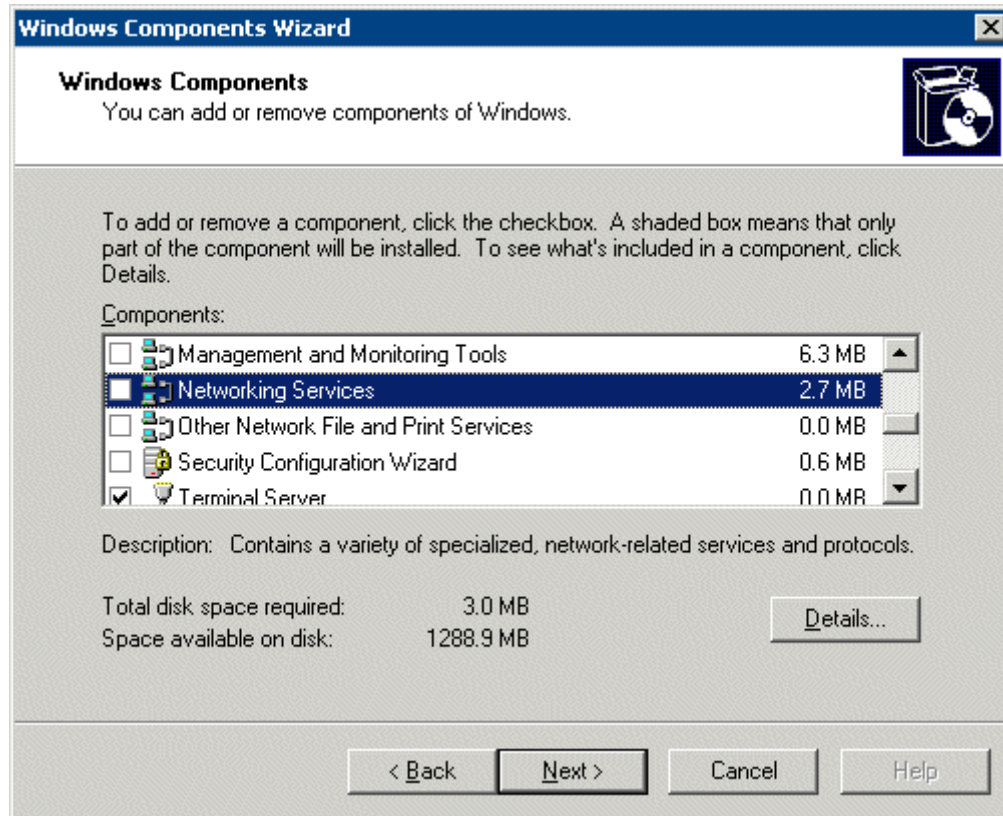 Windows Components Wizard
Windows Components
You can add or remove components of Windows.
To add or remove a component, click the checkbox.  A shaded box means that only
part of the component will be installed.  To see what's included in a component, click
Details.
Components:
Management and Monitoring Tools 6.3 MB
Networking Services 2.7 MB
Other Network File and Print Services 0.0 MB
Security Configuration Wizard 0.6 MB
Terminal Server 0.0 MB
Description:   Contains a variety of specialized, network-related services and protocols.
Total disk space required: 3.0 MB
Space available on disk: 1288.9 MB
Details...
< Back
Next >
Cancel
Help